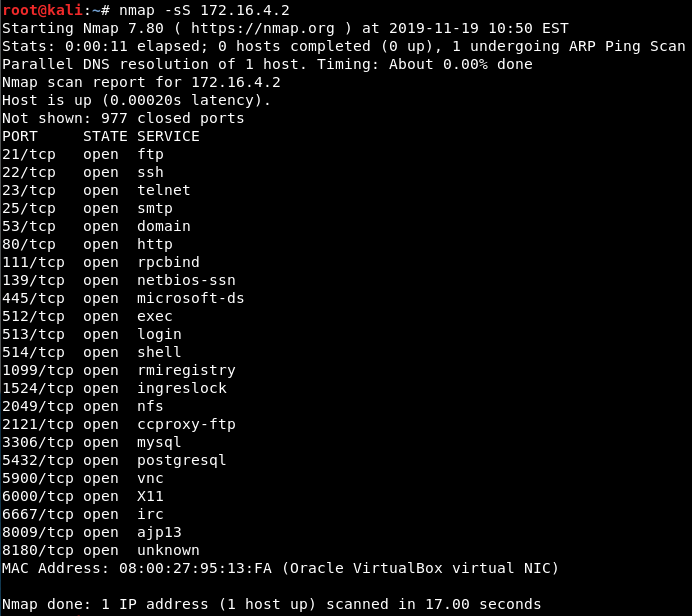 root@kali:~# nmap -sS 172.16.4.2
Starting Nmap 7.80 ( https://nmap.org ) at 2019-11-19 10:50 EST
Stats: 0:00:11 elapsed; 0 hosts completed (0 up), 1 undergoing ARP Ping Scan
Parallel DNS resolution of 1 host. Timing: About 0.00% done
Nmap scan report for 172.16.4.2
Host is up (0.00020s latency).
Not shown: 977 closed ports
PORT     STATE SERVICE
21/tcp   open  ftp
22/tcp   open  ssh
23/tcp   open  telnet
25/tcp   open  smtp
53/tcp   open  domain
80/tcp   open  http
111/tcp  open  rpcbind
139/tcp  open  netbios-ssn
445/tcp  open  microsoft-ds
512/tcp  open  exec
513/tcp  open  login
514/tcp  open  shell
1099/tcp open  rmiregistry
1524/tcp open  ingreslock
2049/tcp open  nfs
2121/tcp open  ccproxy-ftp
3306/tcp open  mysql
5432/tcp open  postgresql
5900/tcp open  vnc
6000/tcp open  X11
6667/tcp open  irc
8009/tcp open  ajp13
8180/tcp open  unknown
MAC Address: 08:00:27:95:13:FA (Oracle VirtualBox virtual NIC)
Nmap done: 1 IP address (1 host up) scanned in 17.00 seconds